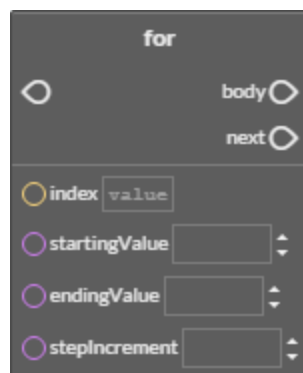 for
body
next
index value
startingValue
endingValue
stepIncrement